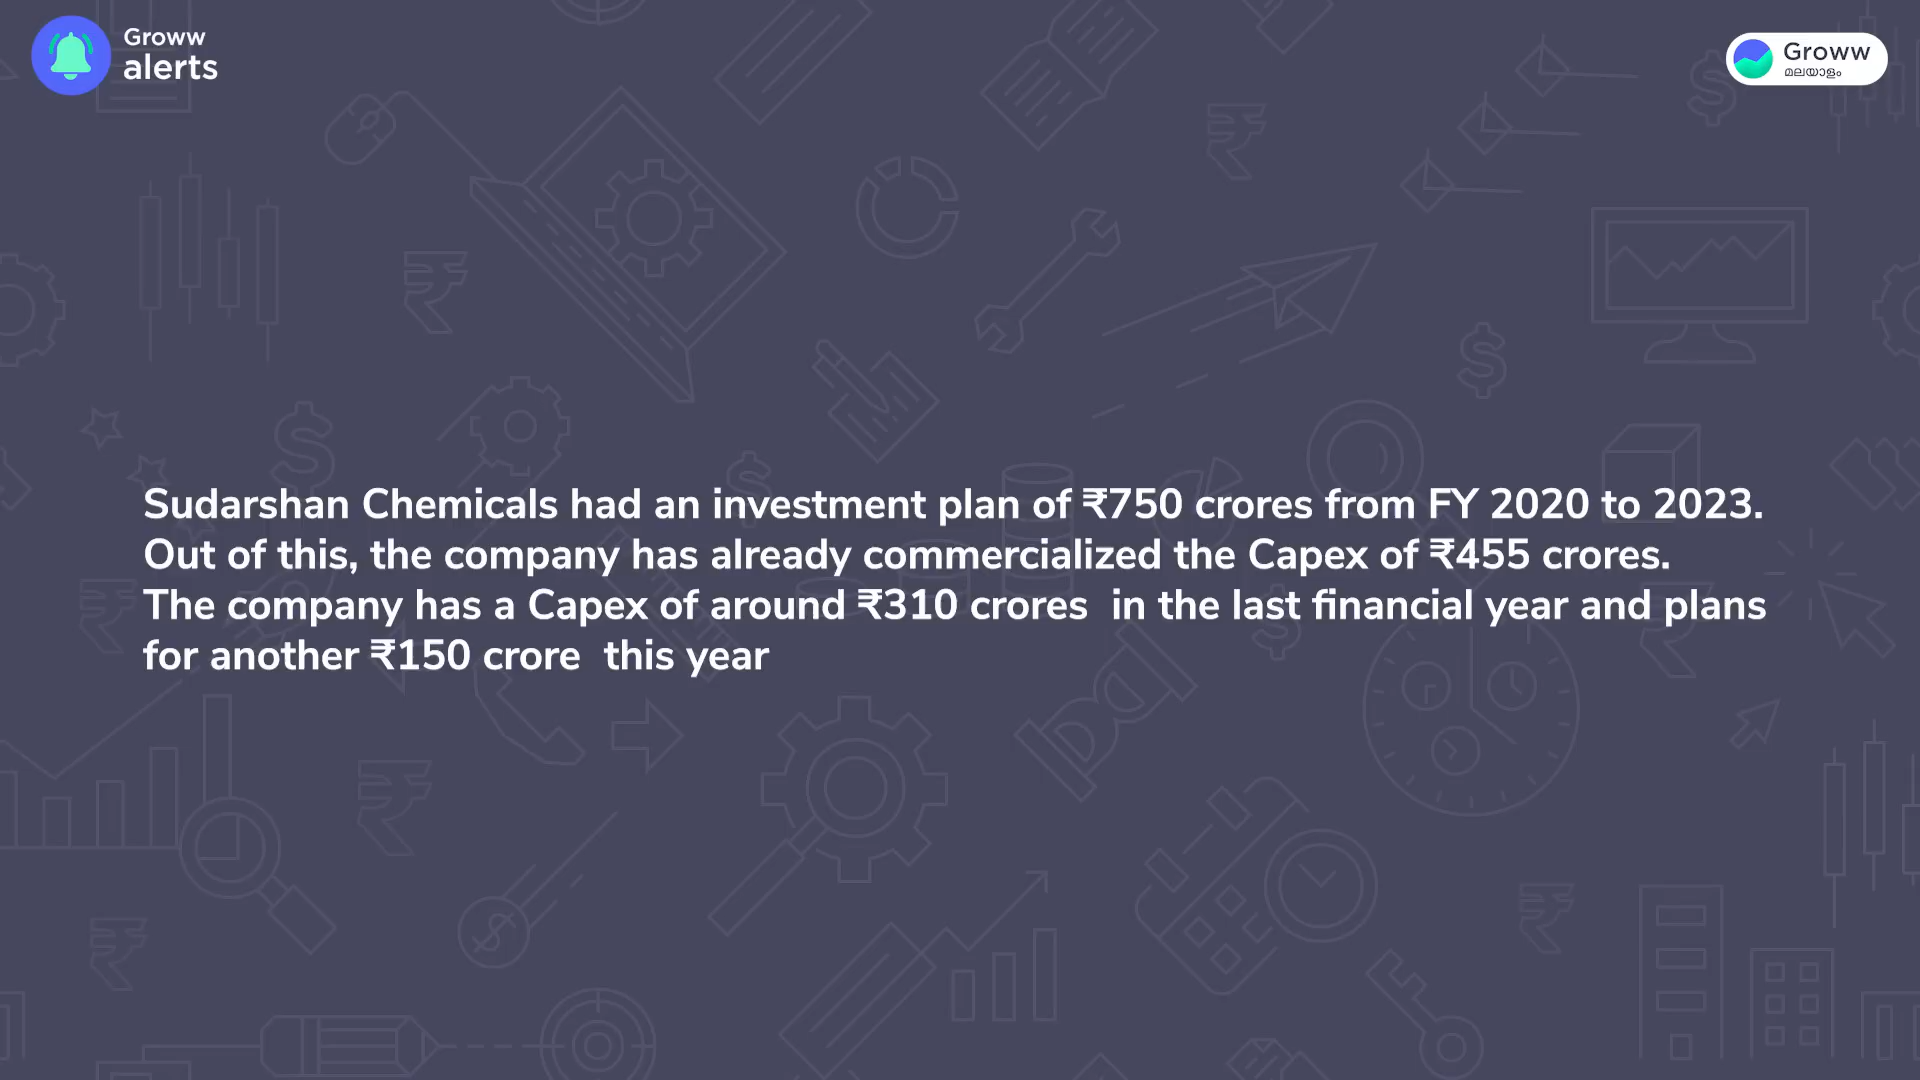 Groww
alerts
Groww
മലയാളം
Sudarshan Chemicals had an investment plan of ₹750 crores from FY 2020 to 2023.
Out of this, the company has already commercialized the Capex of ₹455 crores.
The company has a Capex of around ₹310 crores  in the last financial year and plans
for another ₹150 crore  this year